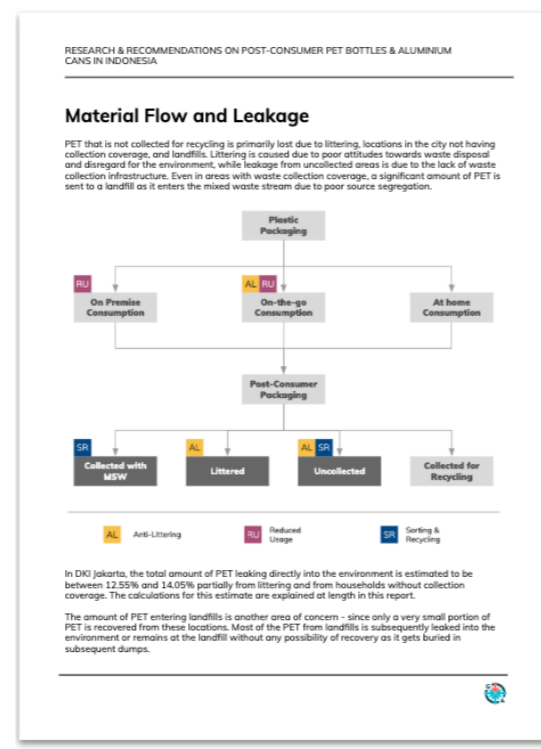 RESEARCH & RECOMMENDATIONS ON POST-CONSUMER PET BOTTLES & ALUMINIUM
CANS IN INDONESIA
Material Flow and Leakage
PET that is not collected for recycling is primarily lost due to littering, locations in the city not having
collection coverage, and landfills. Littering is caused due to poor attitudes towards waste disposal
and disregard for the environment, while leakage from uncollected areas is due to the lack of waste
collection infrastructure. Even in areas with waste collection coverage, a significant amount of PET is
sent to a landfill as it enters the mixed waste stream due to poor source segregation.
Plastic
Packaging
RU
On Premise
Consumption
AL RU
On-the-go
Consumption
At home
Consumption
Post-Consumer
Packaging
SR
Collected with
MSW
AL
Littered
AL SR
Uncollected
Collected for
Recycling
AL Anti-Littering
RU Reduced
Usage
SR Sorting &
Recycling
In DKI Jakarta, the total amount of PET leaking directly into the environment is estimated to be
between 12.55% and 14.05% partially from littering and from households without collection
coverage. The calculations for this estimate are explained at length in this report.
The amount of PET entering landfills is another area of concern - since only a very small portion of
PET is recovered from these locations. Most of the PET from landfills is subsequently leaked into the
environment or remains at the landfill without any possibility of recovery as it gets buried in
subsequent dumps.